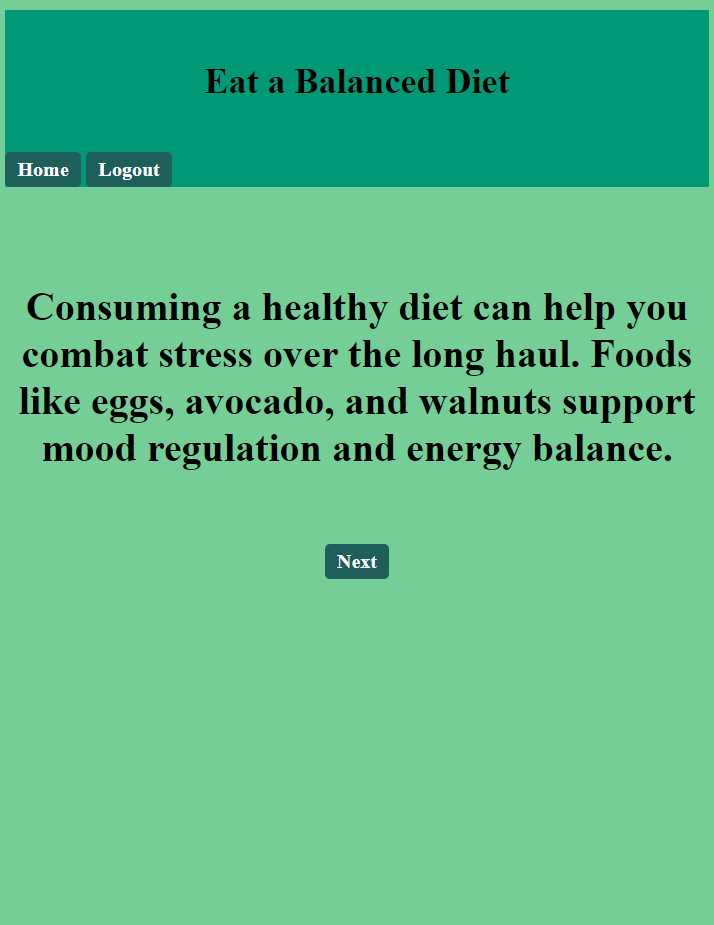 Eat a Balanced Diet
Home Logout
Consuming a healthy diet can help you
combat stress over the long haul. Foods
like eggs, avocado, and walnuts support
mood regulation and energy balance.
Next